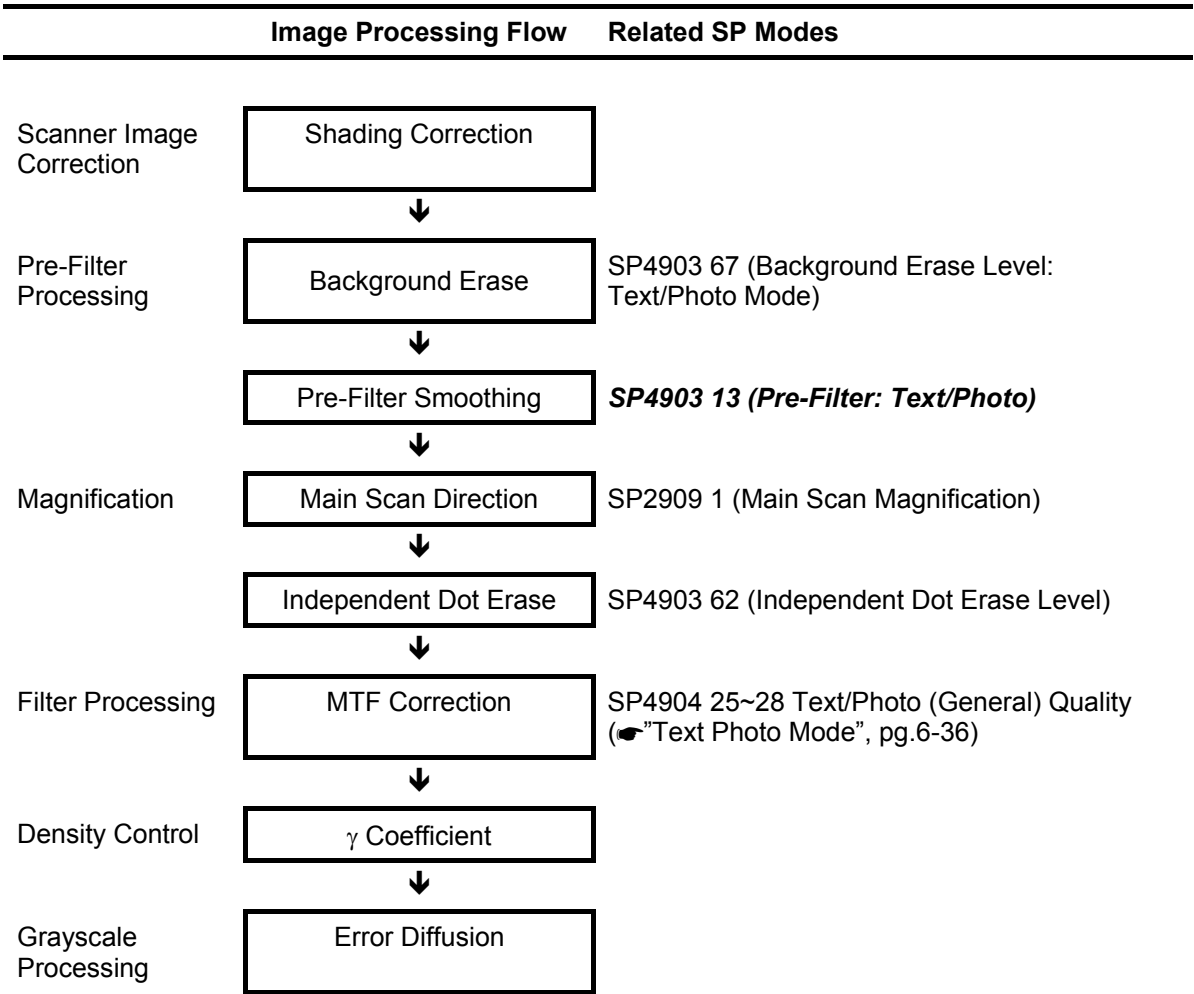 Image Processing Flow Related SP Modes
Scanner Image Shading Correction
Correction
🡻
Pre-Filter Background Erase SP4903 67 (Background Erase Level:
Processing Text/Photo Mode)
🡻
Pre-Filter Smoothing SP4903 13 (Pre-Filter: Text/Photo)
🡻
Magnification Main Scan Direction SP2909 1 (Main Scan Magnification)
🡻
Independent Dot Erase SP4903 62 (Independent Dot Erase Level)
🡻
Filter Processing MTF Correction SP4904 25~28 Text/Photo (General) Quality
(☛”Text Photo Mode”, pg.6-36)
🡻
Density Control γ Coefficient
🡻
Grayscale Error Diffusion
Processing